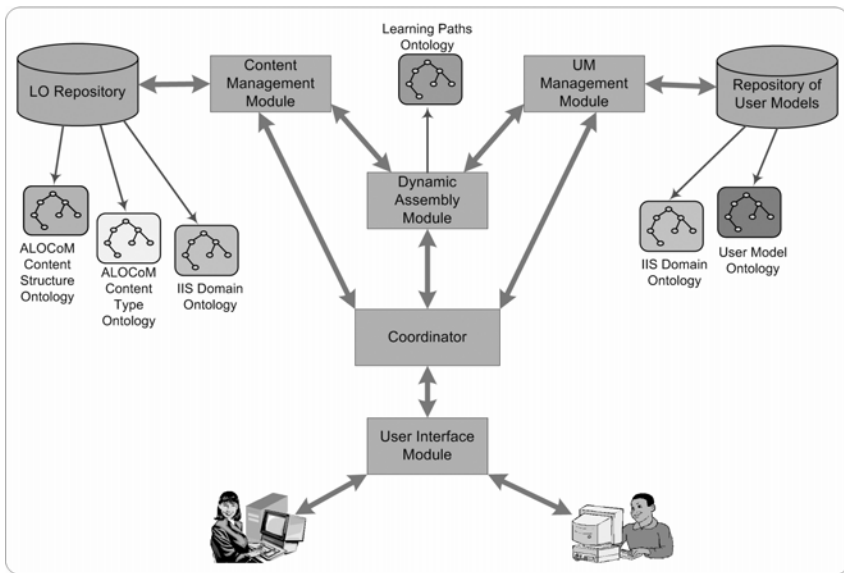 Learning Paths
Ontology
LO Repository
Content
Management
Module
UM
Management
Module
Repository of
User Models
Dynamic
Assembly
Module
ALOCoM
Content
Structure
Ontology
ALOCoM
Content
Type
Ontology
IIS Domain
Ontology
IIS Domain
Ontology
User Model
Ontology
Coordinator
User Interface
Module